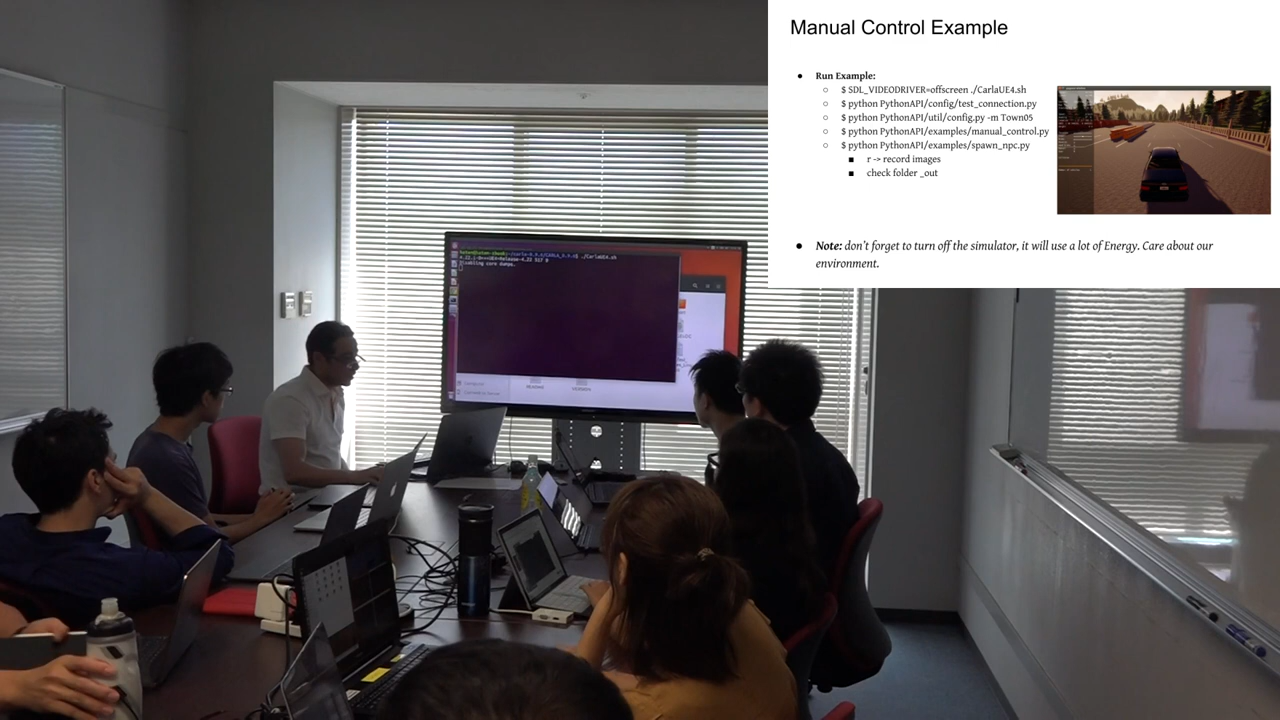 Manual Control Example
● Run Example:
○ $ SDL_VIDEODRIVER=offscreen ./CarlaUE4.sh
○ $ python PythonAPI/config/test_connection.py
○ $ python PythonAPI/util/config.py -m Town05
○ $ python PythonAPI/examples/manual_control.py
○ $ python PythonAPI/examples/spawn_npc.py
■ r -> record images
■ check folder _out
● Note: don't forget to turn off the simulator, it will use a lot of Energy. Care about our
environment.
$ ./CarlaUE4.sh